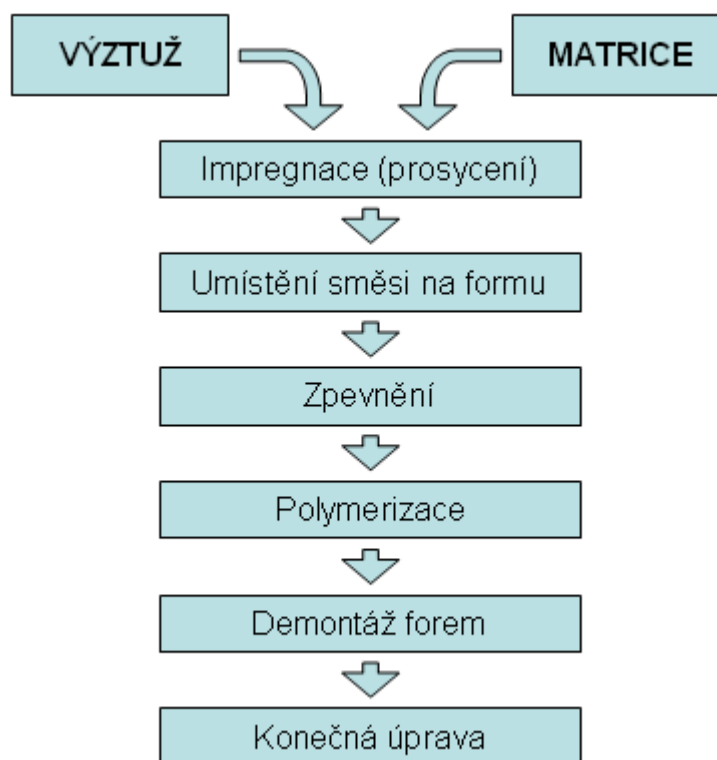 VÝZTUŽ
MATRICE
Impregnace (prosycení)
Umístění směsi na formu
Zpevnění
Polymerizace
Demontáž forem
Konečná úprava